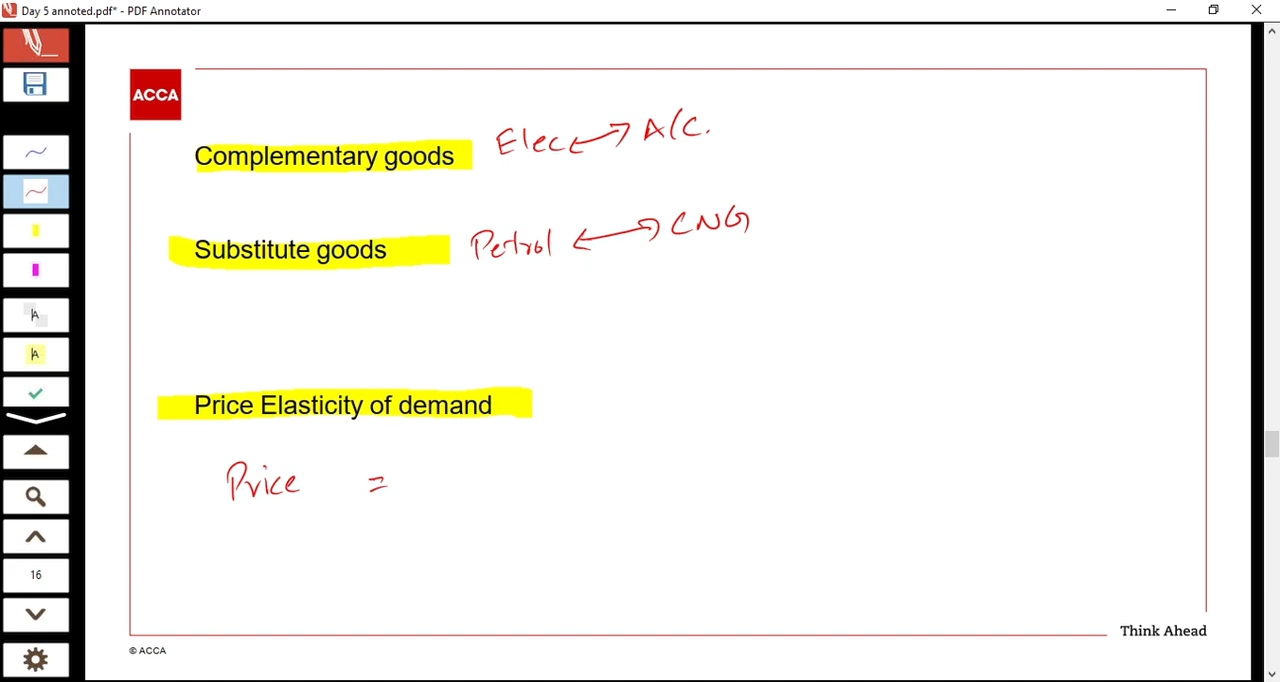 Day 5 annoted.pdf* - PDF Annotator
ACCA
Complementary goods Elec A/C.
Substitute goods Petrol CNG
Price Elasticity of demand
Price =
A
A
16
Think Ahead
© ACCA